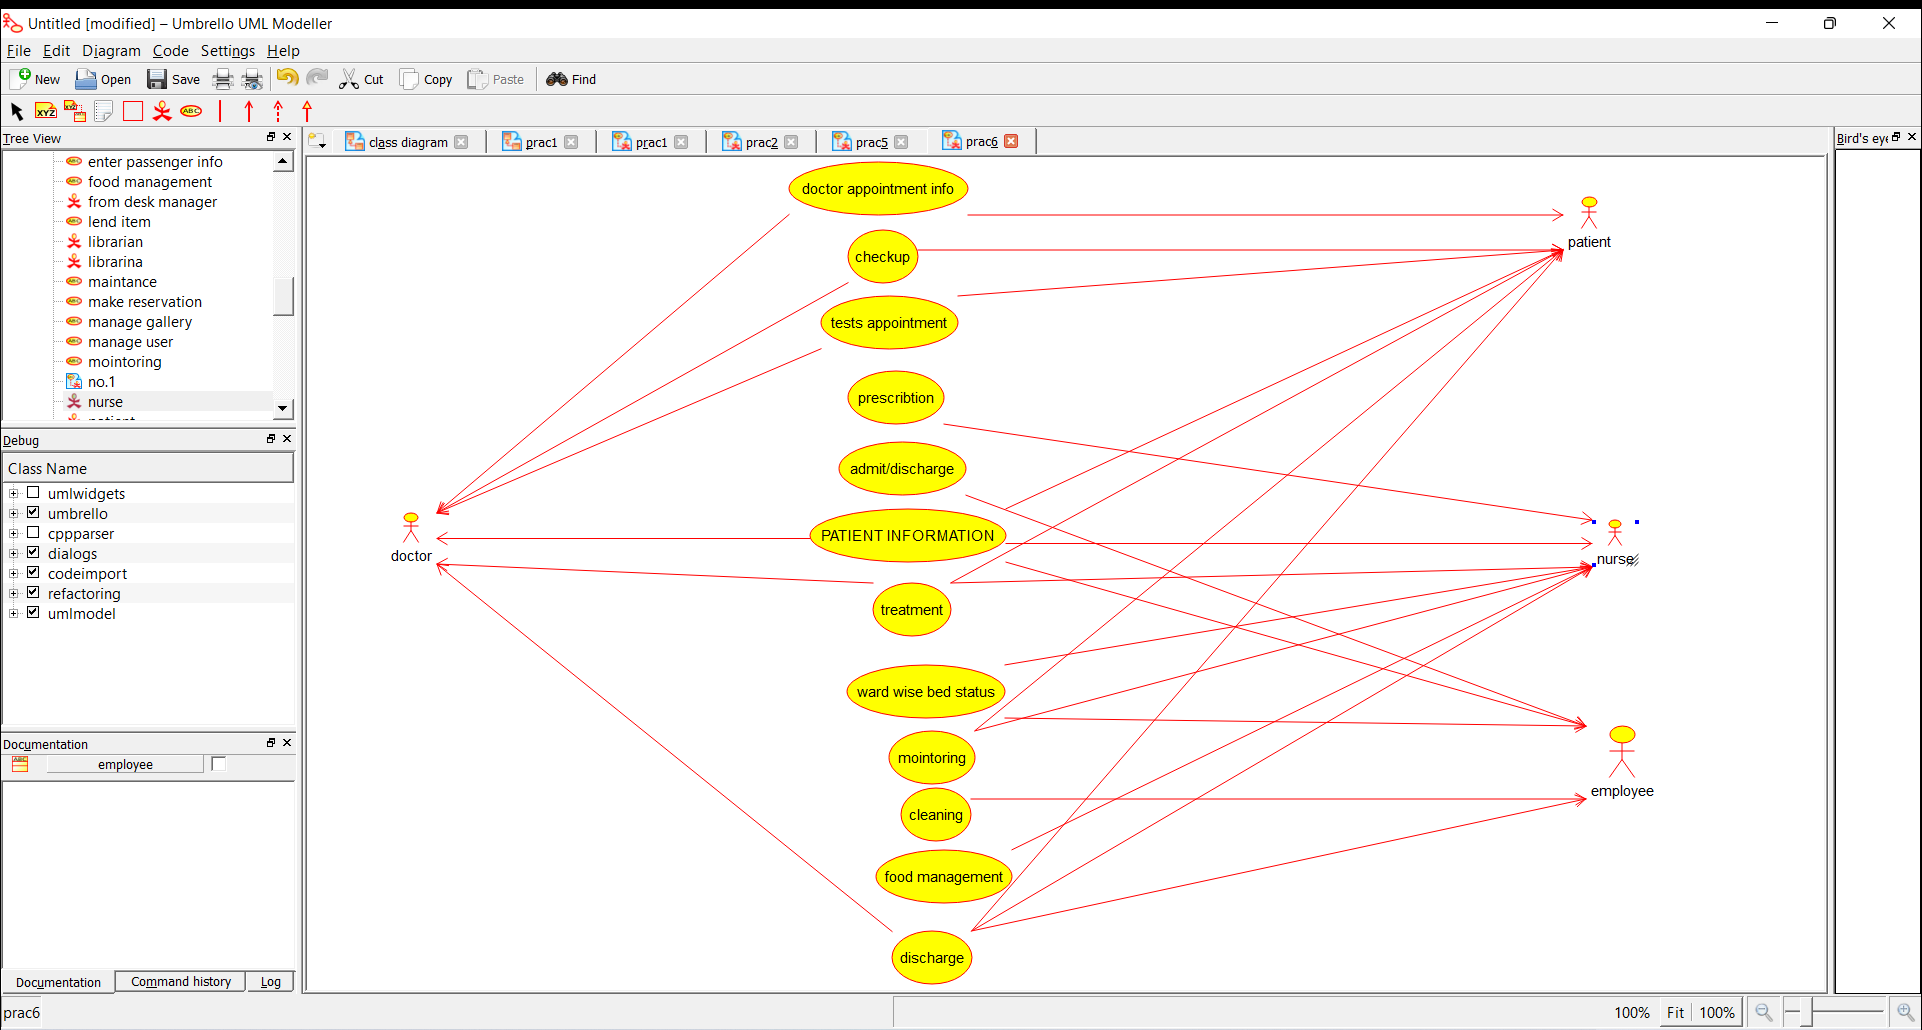 Untitled [modified] – Umbrello UML Modeller
File Edit Diagram Code Settings Help
New Open Save Cut Copy Paste Find
XYZ XYZ ABC
Tree View
enter passenger info
food management
from desk manager
lend item
librarian
librarina
maintance
make reservation
manage gallery
manage user
mointoring
no.1
nurse
Debug
Class Name
umlwidgets
umbrello
cppparser
dialogs
codeimport
refactoring
umlmodel
Documentation
employee
Documentation Command history Log
class diagram prac1 prac1 prac2 prac5 prac6
doctor appointment info
checkup
tests appointment
prescribtion
admit/discharge
PATIENT INFORMATION
treatment
ward wise bed status
mointoring
cleaning
food management
discharge
doctor
patient
nurse
employee
Bird's eye
prac6
100% Fit 100%